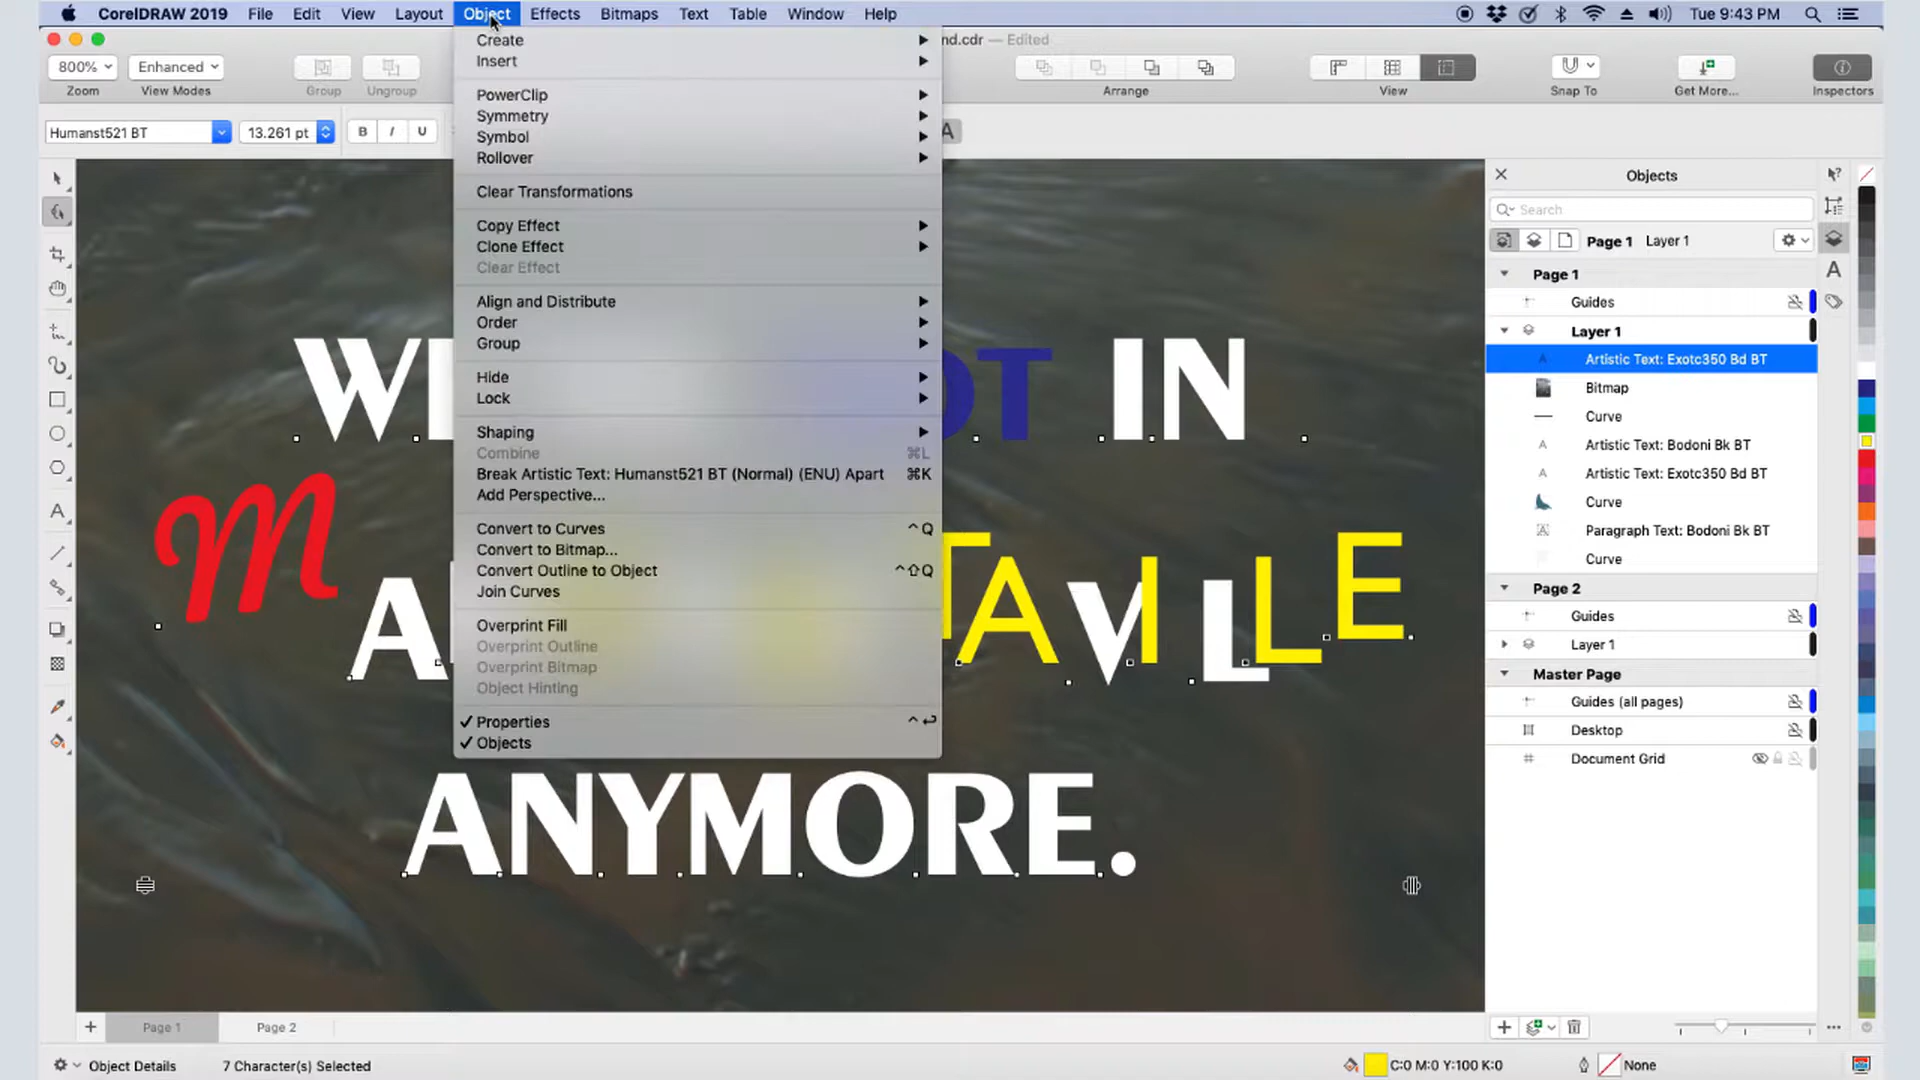 CorelDRAW 2019 File Edit View Layout Object Effects Bitmaps Text Table Window Help Tue 9:43 PM
nd.cdr — Edited
800% Enhanced
Zoom View Modes Group Ungroup Arrange View Snap To Get More... Inspectors
Humanst521 BT 13.261 pt B I U A
Create
Insert
PowerClip
Symmetry
Symbol
Rollover
Clear Transformations
Copy Effect
Clone Effect
Clear Effect
Align and Distribute
Order
Group
Hide
Lock
Shaping
Combine ⌘L
Break Artistic Text: Humanst521 BT (Normal) (ENU) Apart ⌘K
Add Perspective...
Convert to Curves ^Q
Convert to Bitmap...
Convert Outline to Object ^⇧Q
Join Curves
Overprint Fill
Overprint Outline
Overprint Bitmap
Object Hinting
✓ Properties ^↩
✓ Objects
IN
M
A TAVILLE
ANYMORE.
Objects
Search
Page 1 Layer 1
Page 1
Guides
Layer 1
Artistic Text: Exotc350 Bd BT
Bitmap
Curve
Artistic Text: Bodoni Bk BT
Artistic Text: Exotc350 Bd BT
Curve
Paragraph Text: Bodoni Bk BT
Curve
Page 2
Guides
Layer 1
Master Page
Guides (all pages)
Desktop
Document Grid
+ Page 1 Page 2
Object Details 7 Character(s) Selected C:0 M:0 Y:100 K:0 None